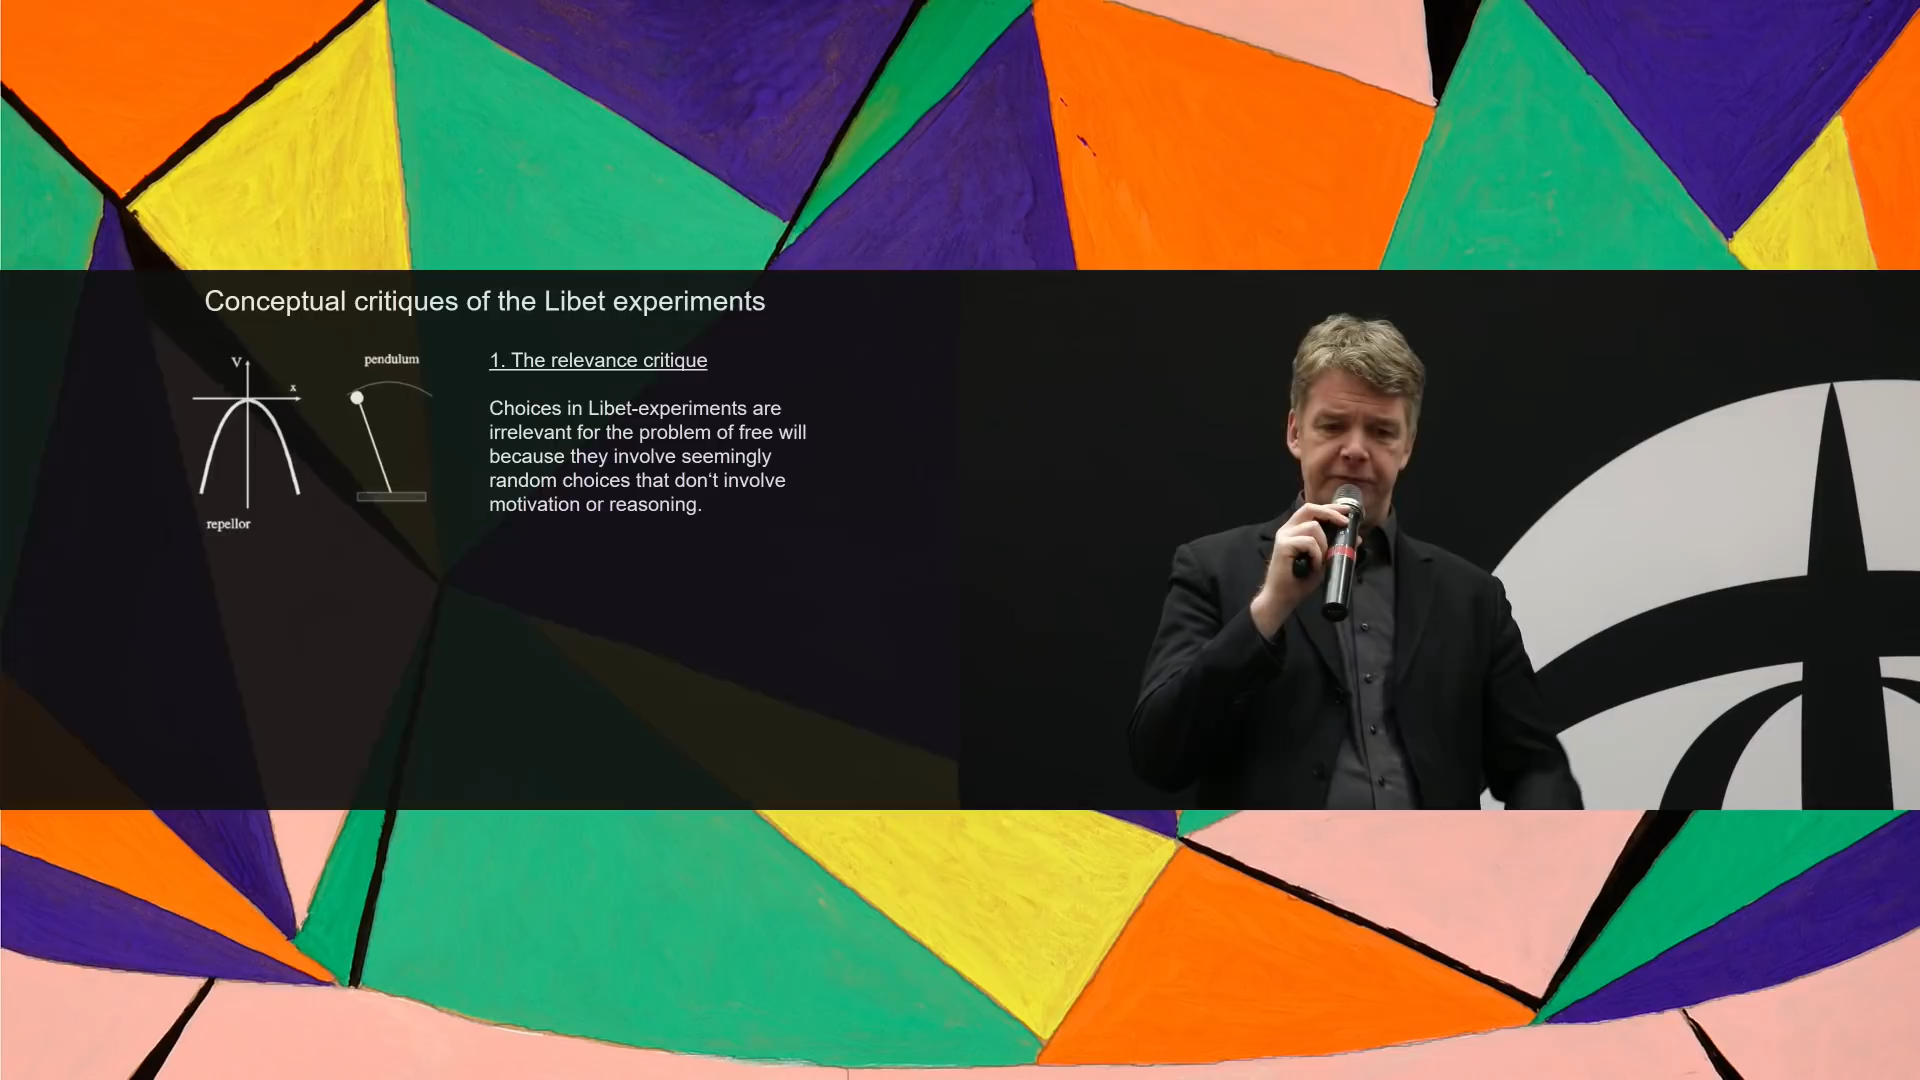 Conceptual critiques of the Libet experiments
V
x
repellor
pendulum
1. The relevance critique
Choices in Libet-experiments are
irrelevant for the problem of free will
because they involve seemingly
random choices that don‘t involve
motivation or reasoning.